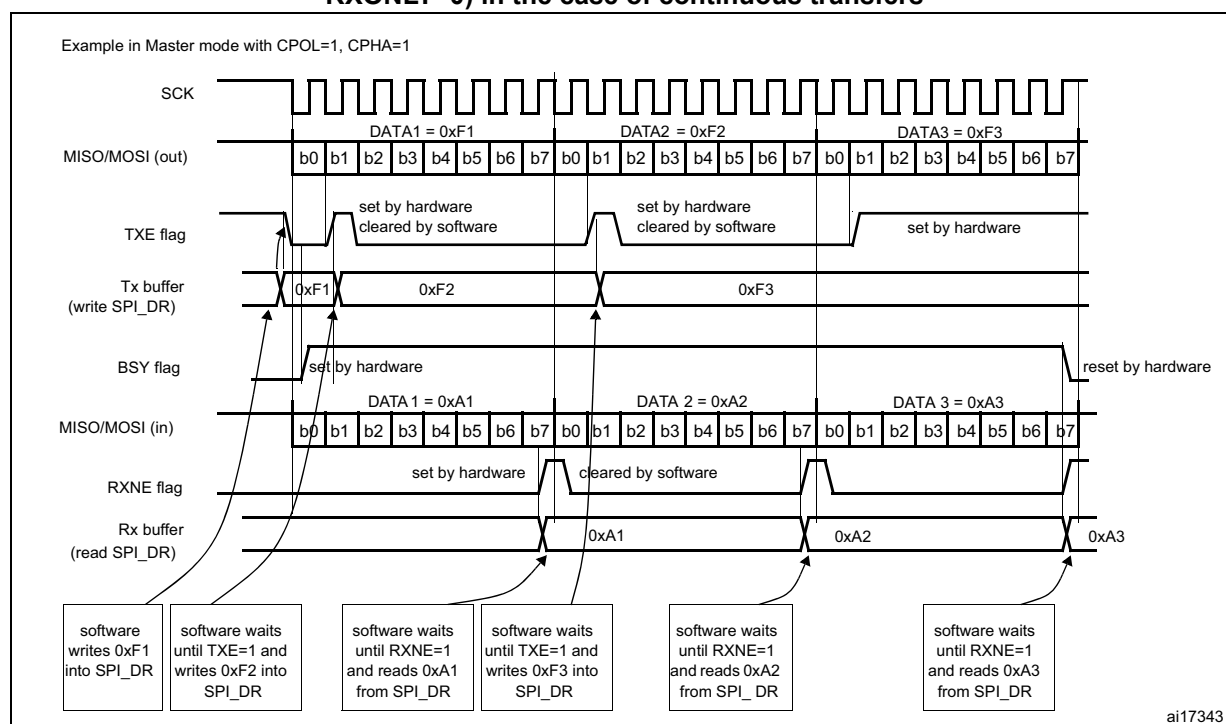 RXONLY=0) in the case of continuous transfers
Example in Master mode with CPOL=1, CPHA=1
SCK
DATA1 = 0xF1 DATA2 = 0xF2 DATA3 = 0xF3
MISO/MOSI (out) b0 b1 b2 b3 b4 b5 b6 b7 b0 b1 b2 b3 b4 b5 b6 b7 b0 b1 b2 b3 b4 b5 b6 b7
set by hardware
cleared by software
set by hardware
cleared by software
set by hardware
TXE flag
Tx buffer
(write SPI_DR)
0xF1 0xF2 0xF3
BSY flag
set by hardware
reset by hardware
DATA 1 = 0xA1 DATA 2 = 0xA2 DATA 3 = 0xA3
MISO/MOSI (in) b0 b1 b2 b3 b4 b5 b6 b7 b0 b1 b2 b3 b4 b5 b6 b7 b0 b1 b2 b3 b4 b5 b6 b7
set by hardware cleared by software
RXNE flag
Rx buffer
(read SPI_DR)
0xA1 0xA2 0xA3
software
writes 0xF1
into SPI_DR
software waits
until TXE=1 and
writes 0xF2 into
SPI_DR
software waits
until RXNE=1
and reads 0xA1
from SPI_DR
software waits
until TXE=1 and
writes 0xF3 into
SPI_DR
software waits
until RXNE=1
and reads 0xA2
from SPI_ DR
software waits
until RXNE=1
and reads 0xA3
from SPI_DR
ai17343